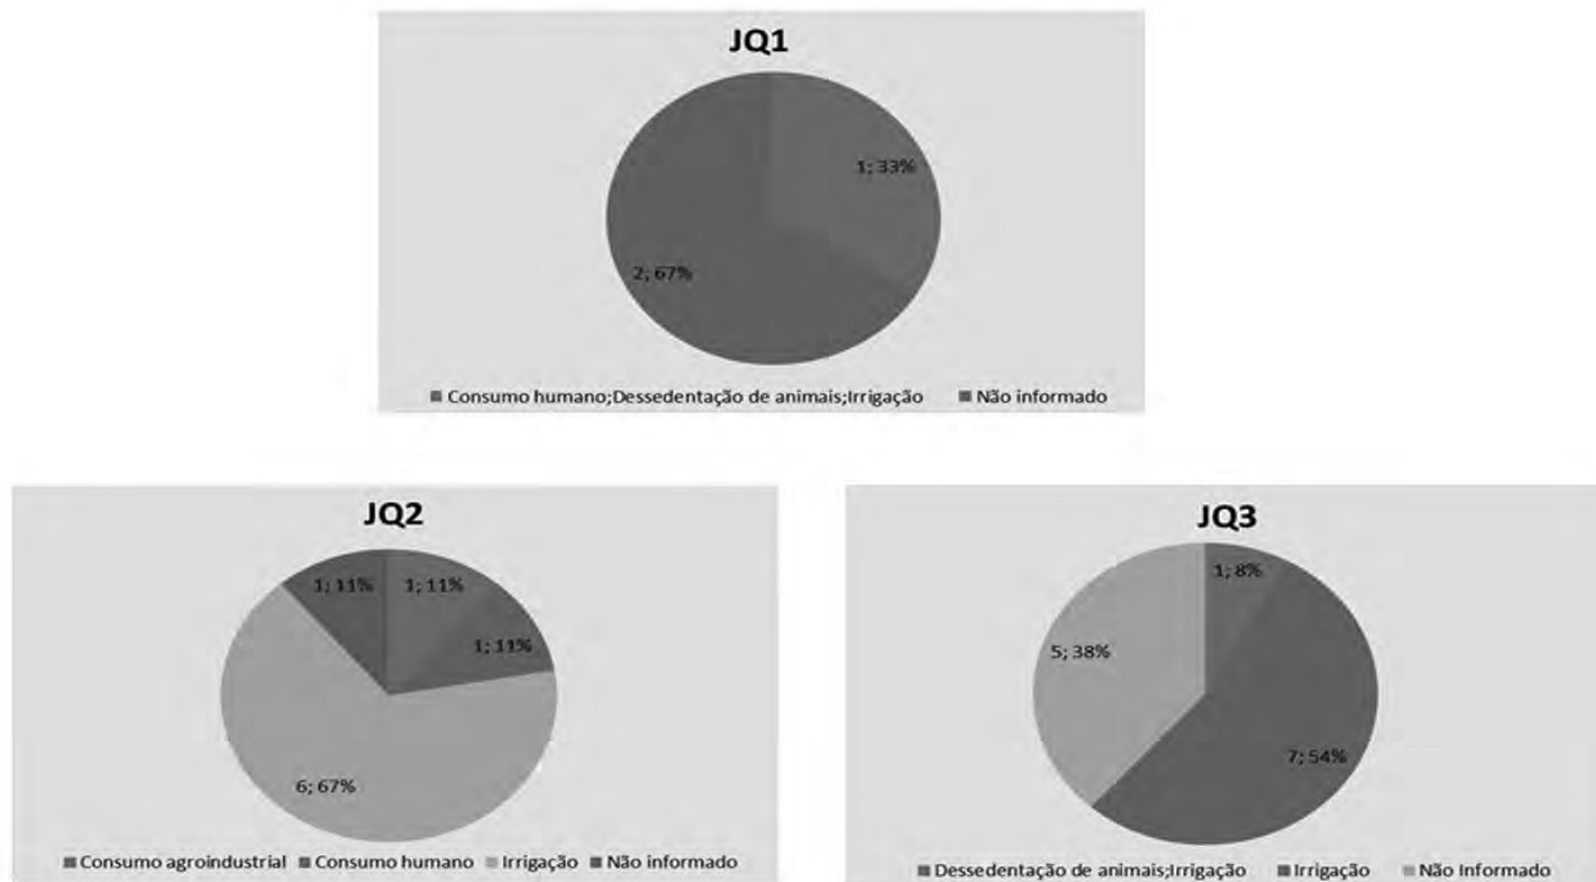 JQ1
1; 33%
2; 67%
Consumo humano;Dessedentação de animais;Irrigação Não informado
JQ2
1; 11% 1; 11%
1; 11%
6; 67%
Consumo agroindustrial Consumo humano Irrigação Não informado
JQ3
1; 8%
5; 38%
7; 54%
Dessedentação de animais;Irrigação Irrigação Não Informado